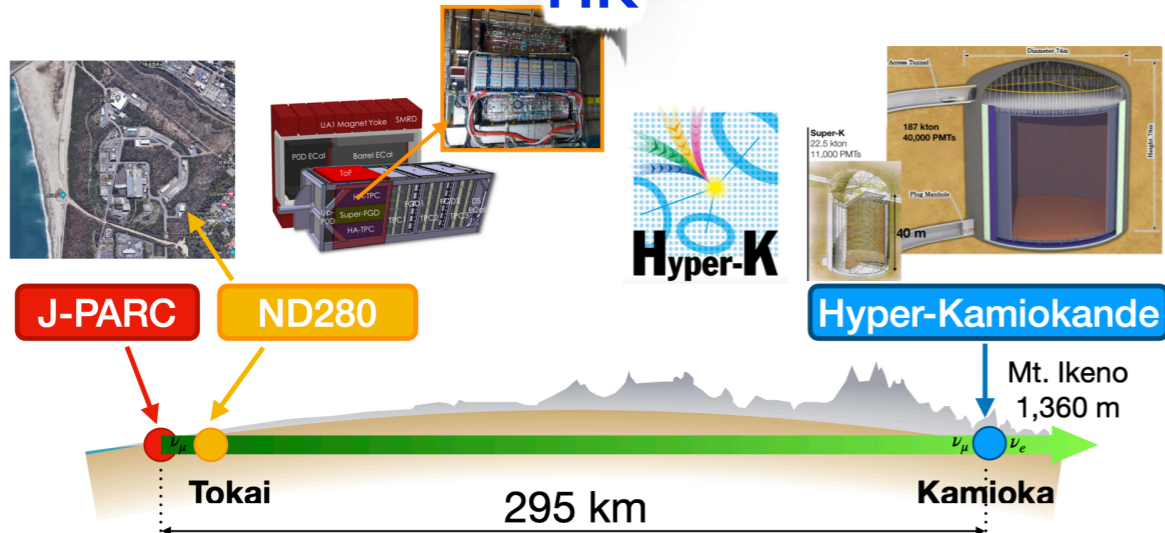 HK
UA1 Magnet Yoke SMRD
P0D ECal
Barrel ECal
ToF
HA-TPC
Super-FGD
HA-TPC
TPC1
FGD1
TPC2
FGD2
TPC3
DS
ECal
Hyper-K
Super-K
22.5 kton
11,000 PMTs
40 m
Diameter 74m
Access Tunnel
187 kton
40,000 PMTs
Plug Manhole
J-PARC
ND280
Hyper-Kamiokande
Mt. Ikeno
1,360 m
νμ
νμ
νe
Tokai
Kamioka
295 km